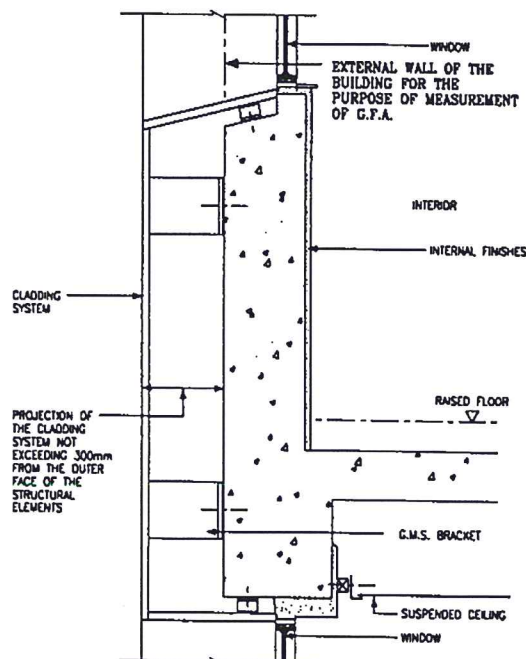 WINDOW
EXTERNAL WALL OF THE
BUILDING FOR THE
PURPOSE OF MEASUREMENT
OF G.F.A.
INTERIOR
INTERNAL FINISHES
CLADDING
SYSTEM
RAISED FLOOR
PROJECTION OF
THE CLADDING
SYSTEM NOT
EXCEEDING 300mm
FROM THE OUTER
FACE OF THE
STRUCTURAL
ELEMENTS
G.M.S. BRACKET
SUSPENDED CEILING
WINDOW